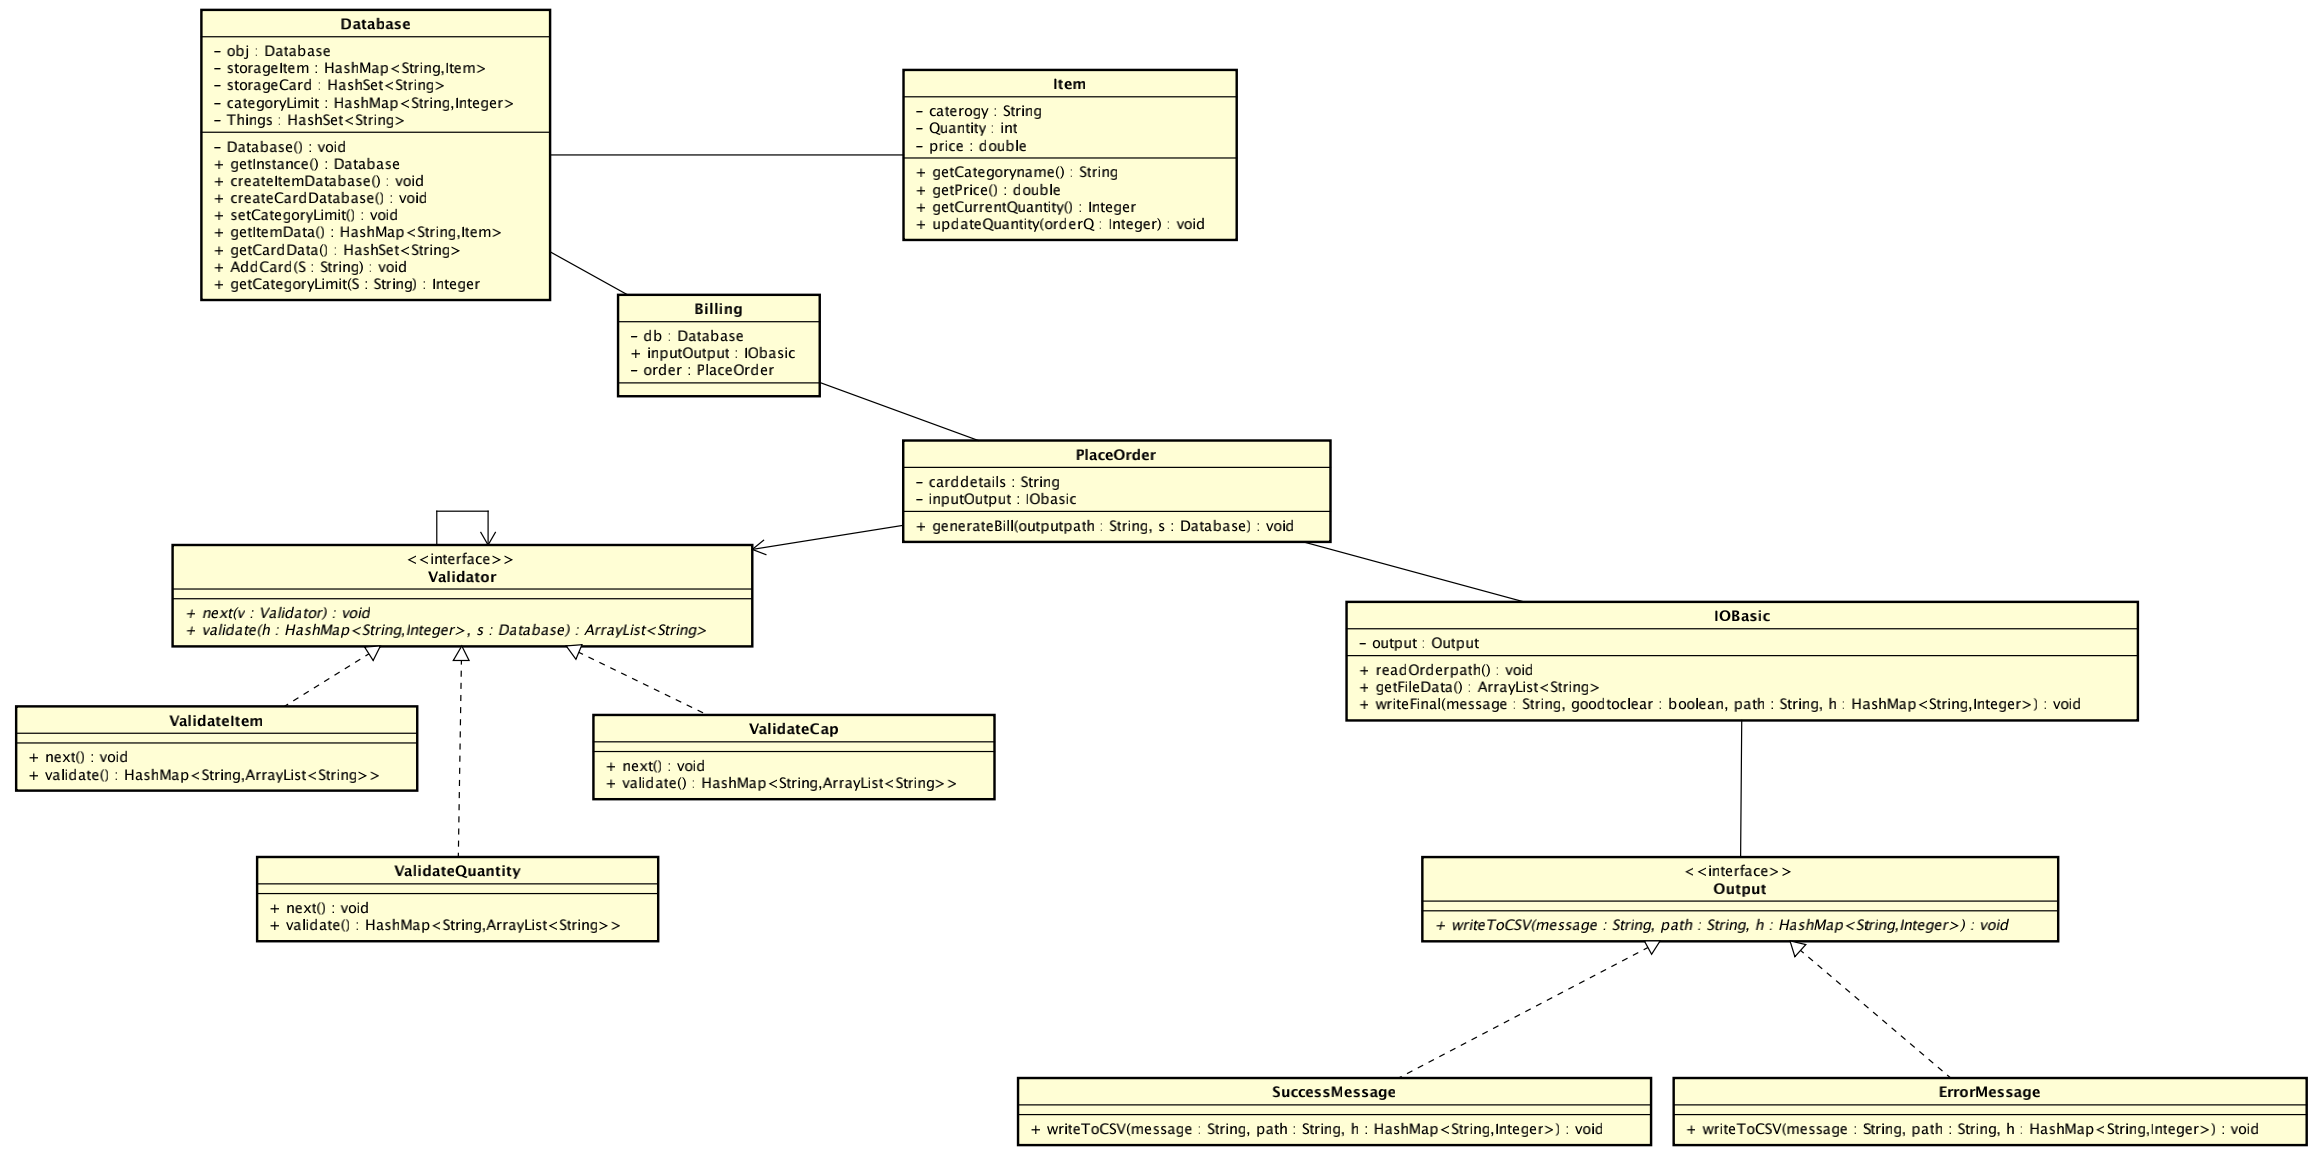 Database
- obj : Database
- storageItem : HashMap<String,Item>
- storageCard : HashSet<String>
- categoryLimit : HashMap<String,Integer>
- Things : HashSet<String>
- Database() : void
+ getInstance() : Database
+ createItemDatabase() : void
+ createCardDatabase() : void
+ setCategoryLimit() : void
+ getItemData() : HashMap<String,Item>
+ getCardData() : HashSet<String>
+ AddCard(S : String) : void
+ getCategoryLimit(S : String) : Integer
Item
- caterogy : String
- Quantity : int
- price : double
+ getCategoryname() : String
+ getPrice() : double
+ getCurrentQuantity() : Integer
+ updateQuantity(orderQ : Integer) : void
Billing
- db : Database
+ inputOutput : IObasic
- order : PlaceOrder
PlaceOrder
- carddetails : String
- inputOutput : IObasic
+ generateBill(outputpath : String, s : Database) : void
<<interface>>
Validator
+ next(v : Validator) : void
+ validate(h : HashMap<String,Integer>, s : Database) : ArrayList<String>
IOBasic
- output : Output
+ readOrderpath() : void
+ getFileData() : ArrayList<String>
+ writeFinal(message : String, goodtoclear : boolean, path : String, h : HashMap<String,Integer>) : void
ValidateItem
+ next() : void
+ validate() : HashMap<String,ArrayList<String>>
ValidateCap
+ next() : void
+ validate() : HashMap<String,ArrayList<String>>
ValidateQuantity
+ next() : void
+ validate() : HashMap<String,ArrayList<String>>
<<interface>>
Output
+ writeToCSV(message : String, path : String, h : HashMap<String,Integer>) : void
SuccessMessage
+ writeToCSV(message : String, path : String, h : HashMap<String,Integer>) : void
ErrorMessage
+ writeToCSV(message : String, path : String, h : HashMap<String,Integer>) : void